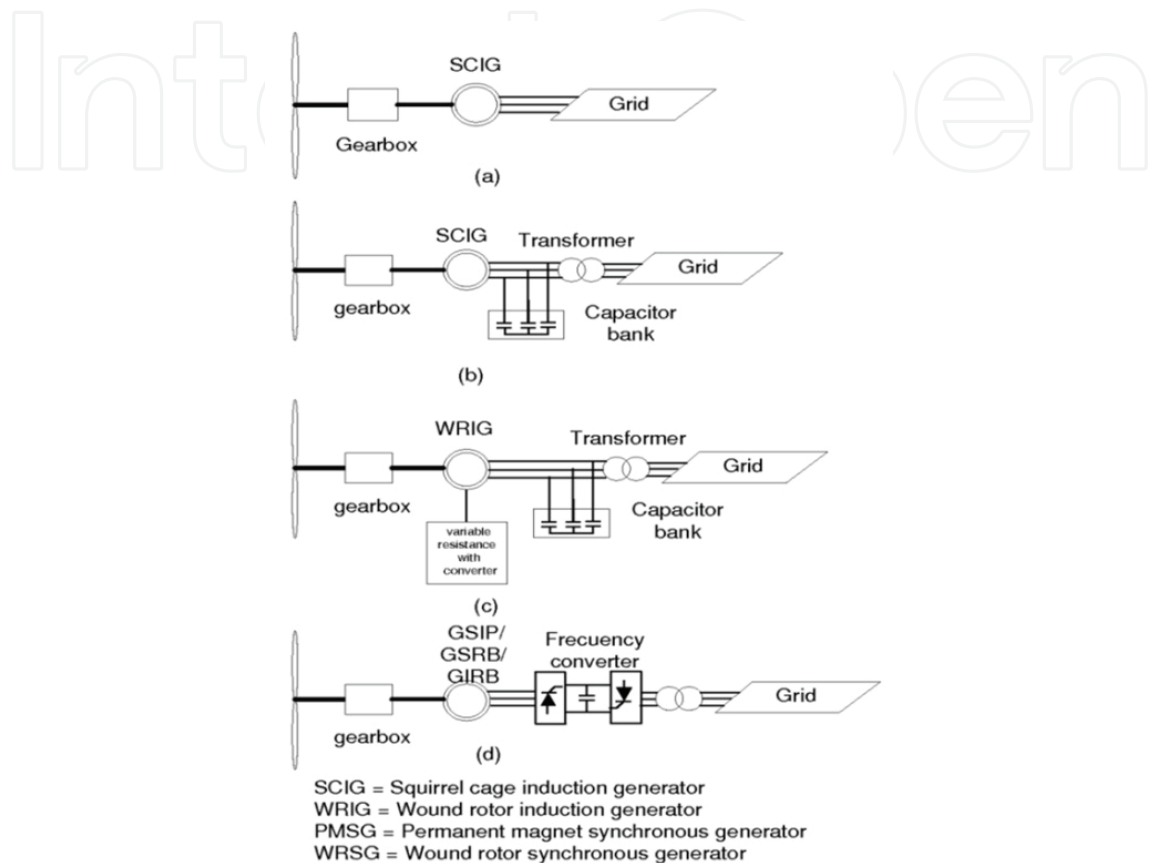 SCIG
Grid
Gearbox
(a)
SCIG
Transformer
Grid
gearbox
Capacitor
bank
(b)
WRIG
Transformer
Grid
gearbox
Capacitor
bank
variable
resistance
with
converter
(c)
GSIP/
GSRB/
GIRB
Frecuency
converter
Grid
gearbox
(d)
SCIG = Squirrel cage induction generator
WRIG = Wound rotor induction generator
PMSG = Permanent magnet synchronous generator
WRSG = Wound rotor synchronous generator